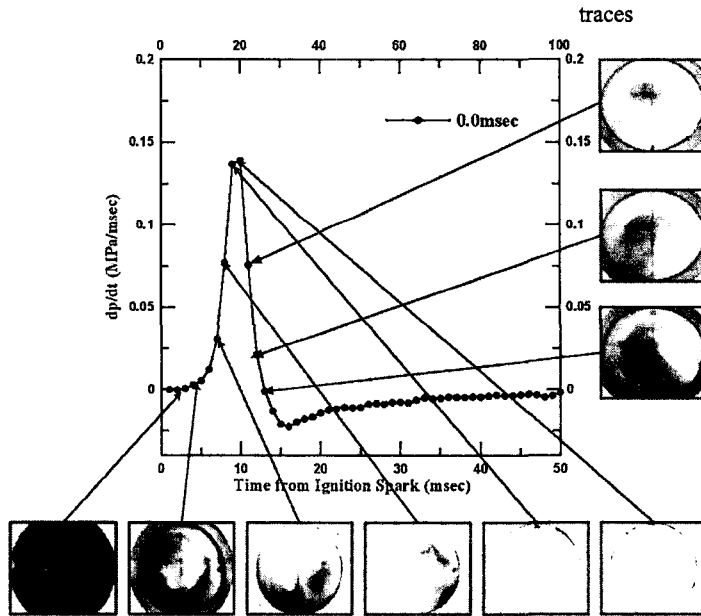 traces
0 20 40 60 80 100
0.2 0.2
0.0msec
0.15 0.15
0.1 0.1
0.05 0.05
0 0
dp/dt (MPa/msec)
0 10 20 30 40 50
Time from Ignition Spark (msec)